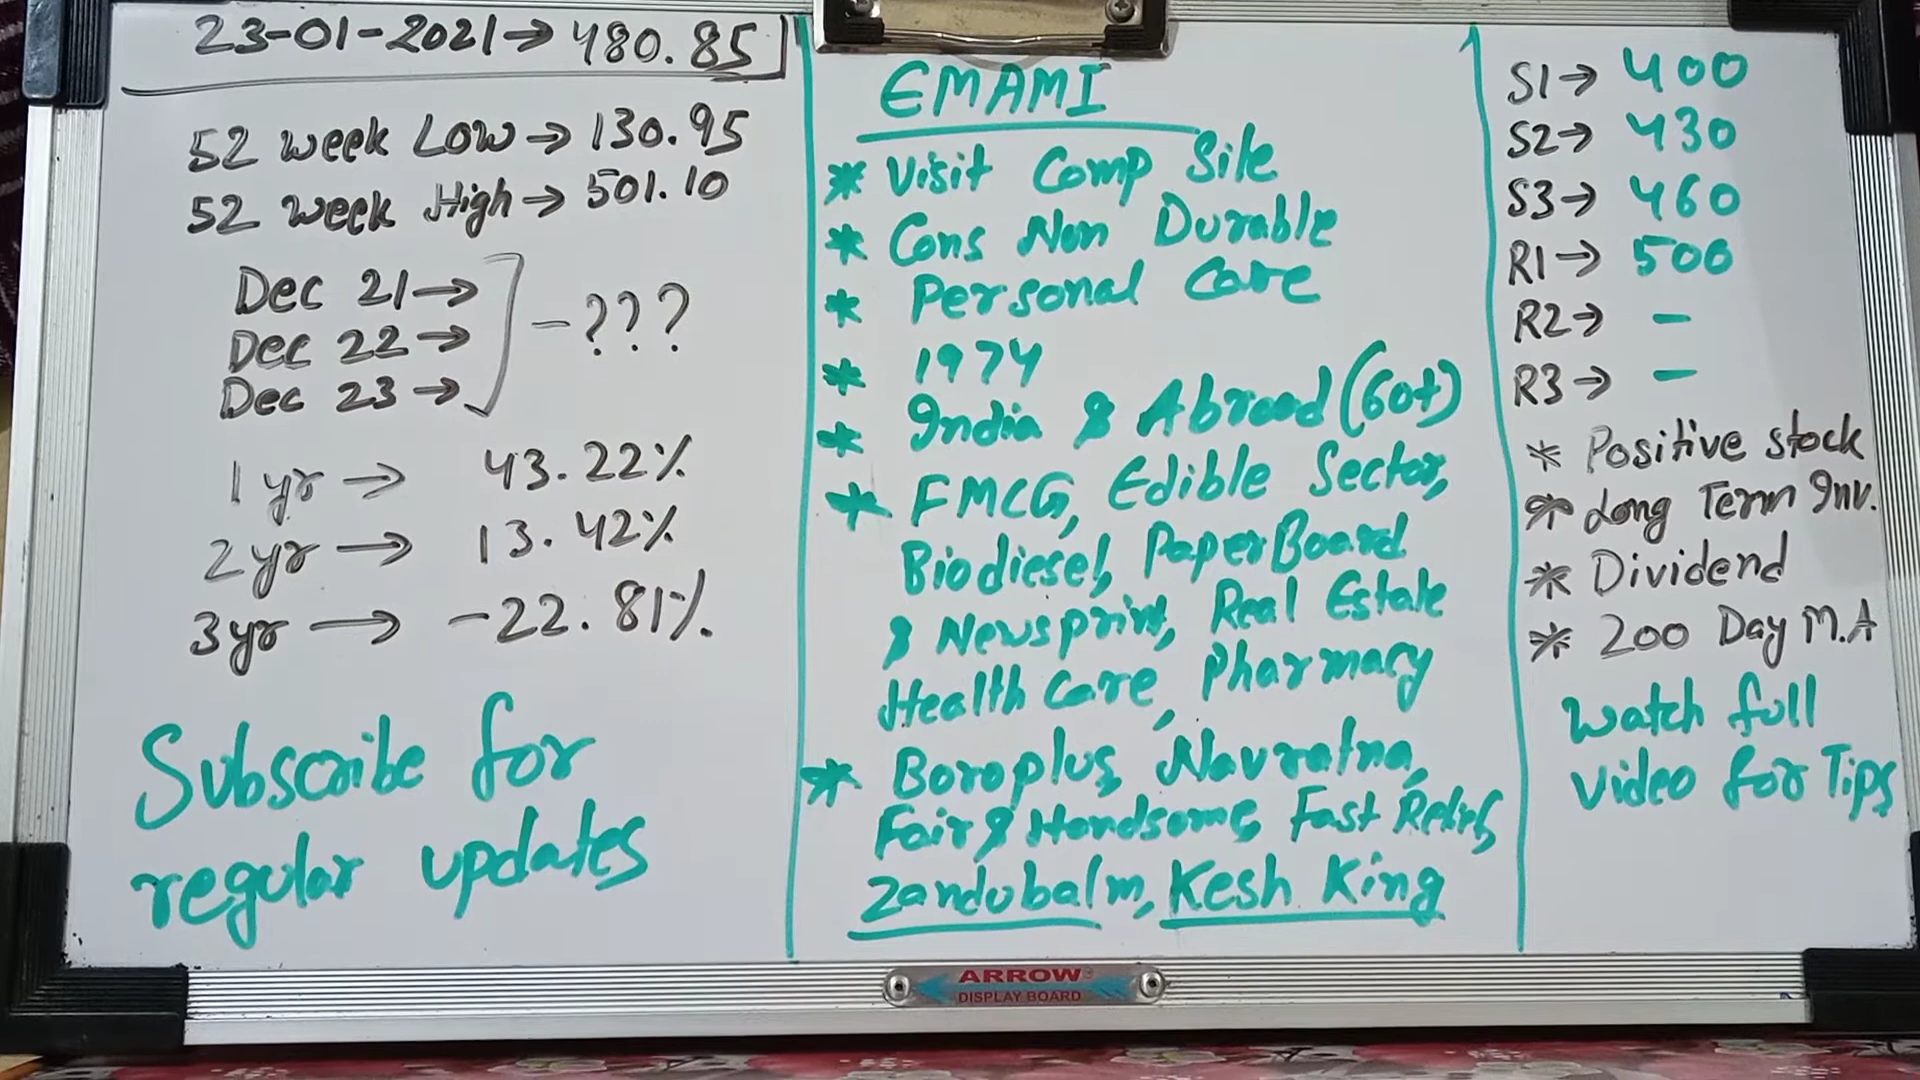 23-01-2021→ 480.85
52 week Low→ 130.95
52 week High→ 501.10
Dec 21→
Dec 22→ -???
Dec 23→
1 yr → 43.22%
2 yr → 13.42%
3 yr → -22.81%.
Subscribe for
regular updates
EMAMI
* Visit Comp Site
* Cons Non Durable
* Personal Care
* 1974
* India & Abroad (60+)
* FMCG, Edible Sector,
Biodiesel, PaperBoard
& Newsprint, Real Estate
Health Care, Pharmacy
* Boroplus, Navratna,
Fair & Handsome, Fast Relief,
Zandubalm, Kesh King
S1→ 400
S2→ 430
S3→ 460
R1→ 500
R2→ -
R3→ -
* Positive stock
* Long Term Inv.
* Dividend
* 200 Day M.A
Watch full
video for Tips
ARROW
DISPLAY BOARD